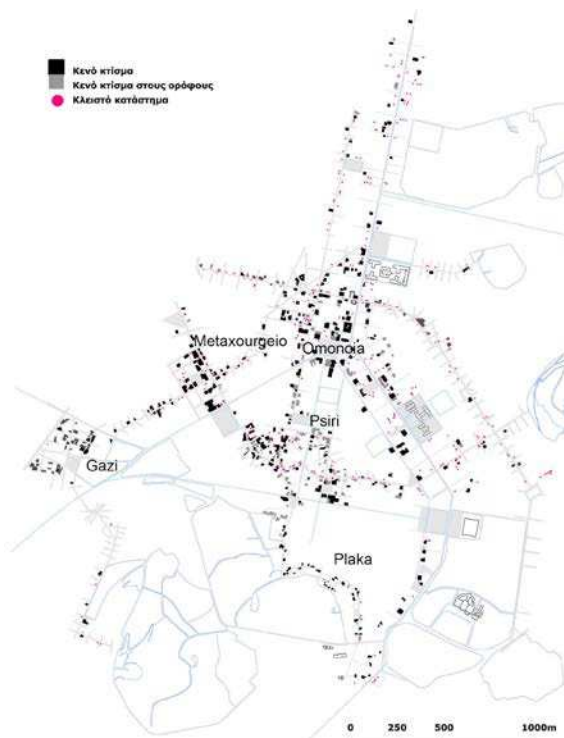 Κενό κτίσμα
Κενό κτίσμα στους ορόφους
Κλειστό κατάστημα
Metaxourgeio
Omonoia
Psiri
Gazi
Plaka
0 250 500 1000m